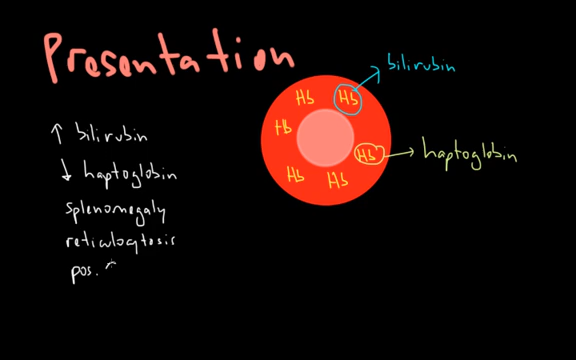 Presentation
bilirubin
Hb Hb
Hb
Hb
haptoglobin
Hb Hb
↑ bilirubin
↓ haptoglobin
splenomegaly
reticulocytosis
pos.